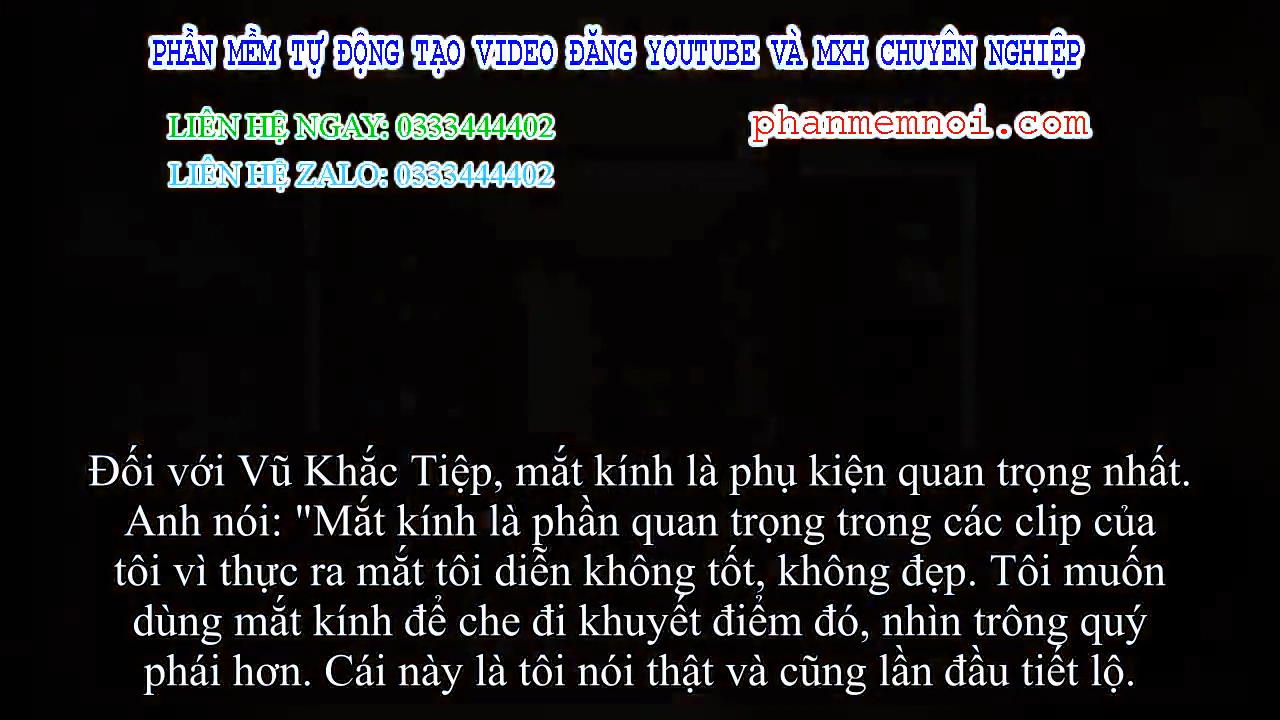 PHẦN MỀM TỰ ĐỘNG TẠO VIDEO ĐĂNG YOUTUBE VÀ MXH CHUYÊN NGHIỆP
LIÊN HỆ NGAY: 0333444402
phanmemnoi.com
LIÊN HỆ ZALO: 0333444402
Đối với Vũ Khắc Tiệp, mắt kính là phụ kiện quan trọng nhất.
Anh nói: "Mắt kính là phần quan trọng trong các clip của
tôi vì thực ra mắt tôi diễn không tốt, không đẹp. Tôi muốn
dùng mắt kính để che đi khuyết điểm đó, nhìn trông quý
phái hơn. Cái này là tôi nói thật và cũng lần đầu tiết lộ.